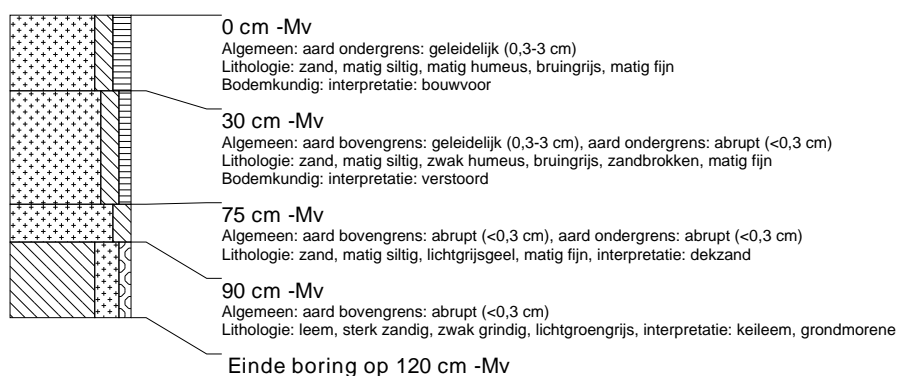 0 cm -Mv
Algemeen: aard ondergrens: geleidelijk (0,3-3 cm)
Lithologie: zand, matig siltig, matig humeus, bruingrijs, matig fijn
Bodemkundig: interpretatie: bouwvoor
30 cm -Mv
Algemeen: aard bovengrens: geleidelijk (0,3-3 cm), aard ondergrens: abrupt (<0,3 cm)
Lithologie: zand, matig siltig, zwak humeus, bruingrijs, zandbrokken, matig fijn
Bodemkundig: interpretatie: verstoord
75 cm -Mv
Algemeen: aard bovengrens: abrupt (<0,3 cm), aard ondergrens: abrupt (<0,3 cm)
Lithologie: zand, matig siltig, lichtgrijsgeel, matig fijn, interpretatie: dekzand
90 cm -Mv
Algemeen: aard bovengrens: abrupt (<0,3 cm)
Lithologie: leem, sterk zandig, zwak grindig, lichtgroengrijs, interpretatie: keileem, grondmorene
Einde boring op 120 cm -Mv